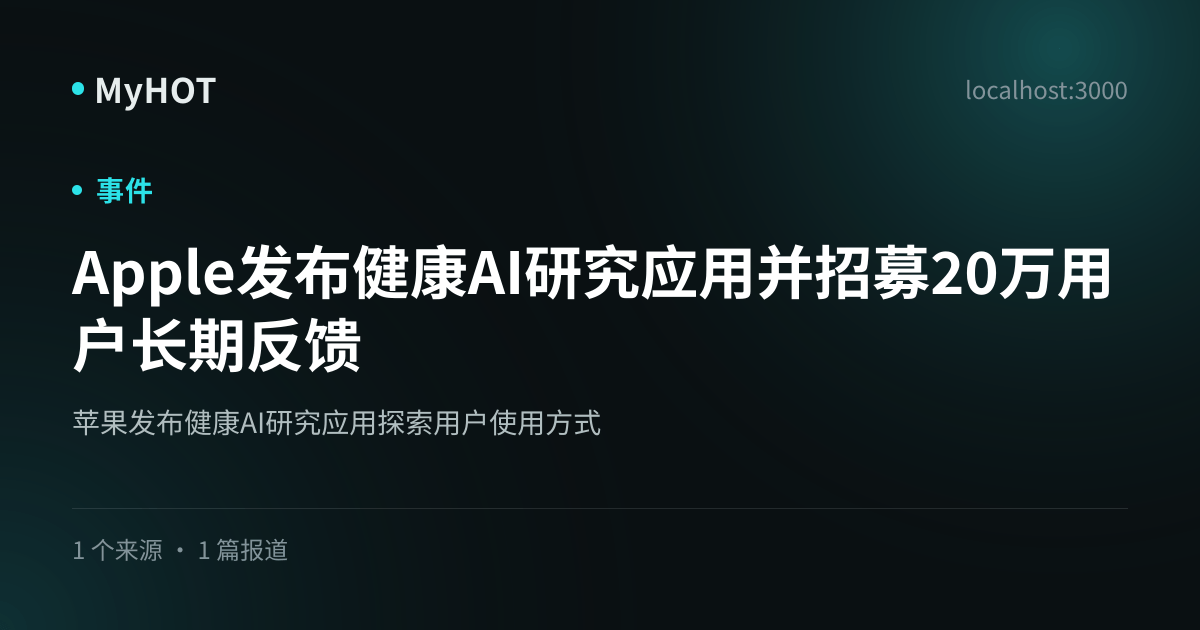 MyHOT
localhost:3000
事件
Apple发布健康AI研究应用并招募20万用
户长期反馈
苹果发布健康AI研究应用探索用户使用方式
1 个来源 · 1 篇报道